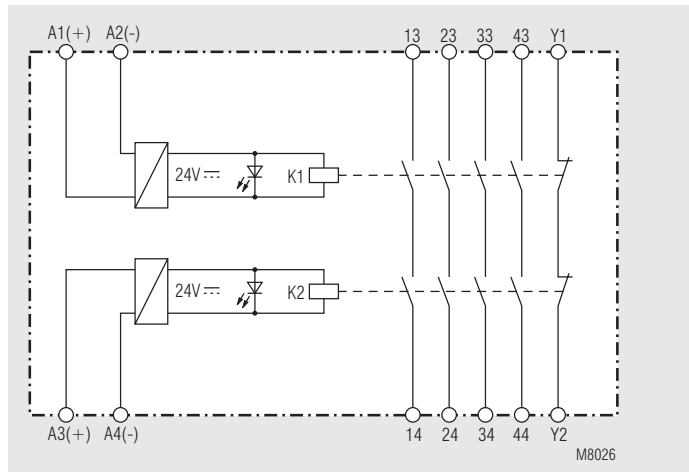 A1(+) A2(-) 13 23 33 43 Y1
24V ⎓ K1
24V ⎓ K2
A3(+) A4(-) 14 24 34 44 Y2
M8026